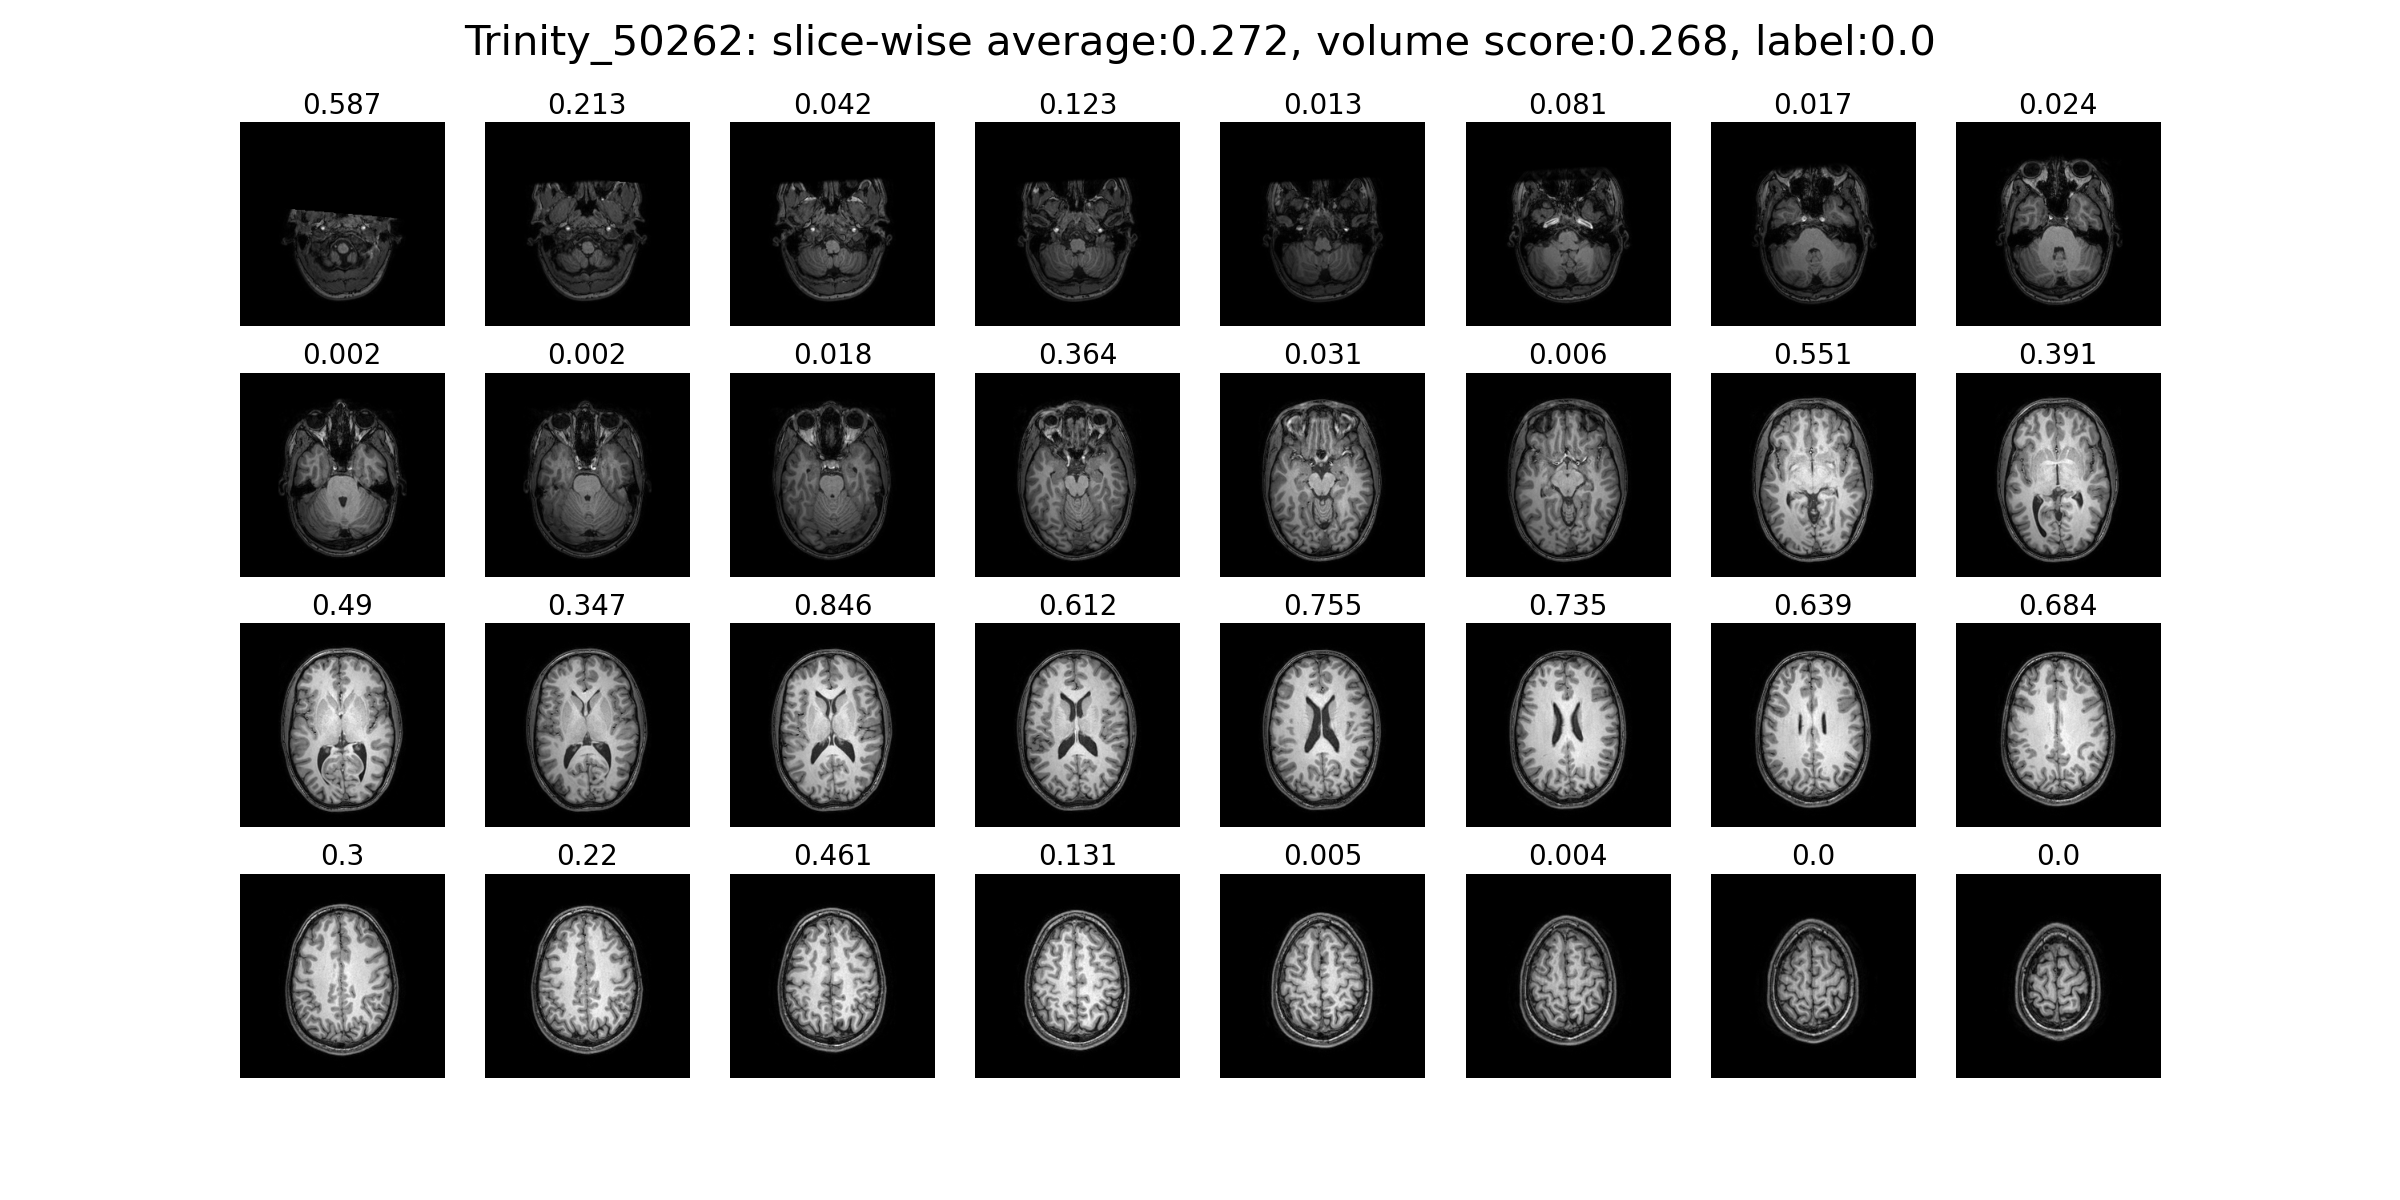 Trinity_50262: slice-wise average:0.272, volume score:0.268, label:0.0
0.587 0.213 0.042 0.123 0.013 0.081 0.017 0.024
0.002 0.002 0.018 0.364 0.031 0.006 0.551 0.391
0.49 0.347 0.846 0.612 0.755 0.735 0.639 0.684
0.3 0.22 0.461 0.131 0.005 0.004 0.0 0.0